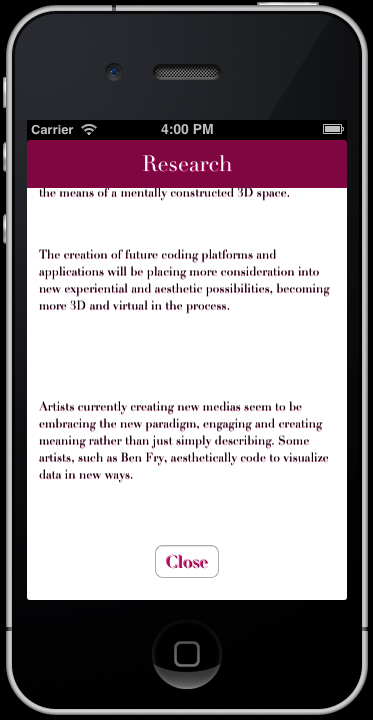 Carrier 4:00 PM
Research
the means of a mentally constructed 3D space.
The creation of future coding platforms and
applications will be placing more consideration into
new experiential and aesthetic possibilities, becoming
more 3D and virtual in the process.
Artists currently creating new medias seem to be
embracing the new paradigm, engaging and creating
meaning rather than just simply describing. Some
artists, such as Ben Fry, aesthetically code to visualize
data in new ways.
Close